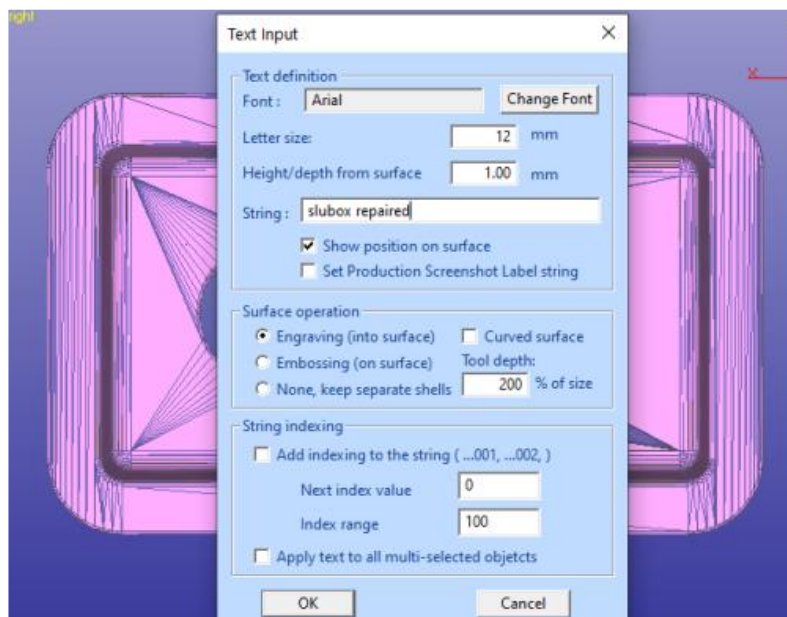 right
Text Input
Text definition
Font : Arial Change Font
Letter size: 12 mm
Height/depth from surface 1.00 mm
String : slubox repaired
Show position on surface
Set Production Screenshot Label string
Surface operation
Engraving (into surface) Curved surface
Embossing (on surface) Tool depth:
None, keep separate shells 200 % of size
String indexing
Add indexing to the string ( ...001, ...002, )
Next index value 0
Index range 100
Apply text to all multi-selected objetcts
OK Cancel
X